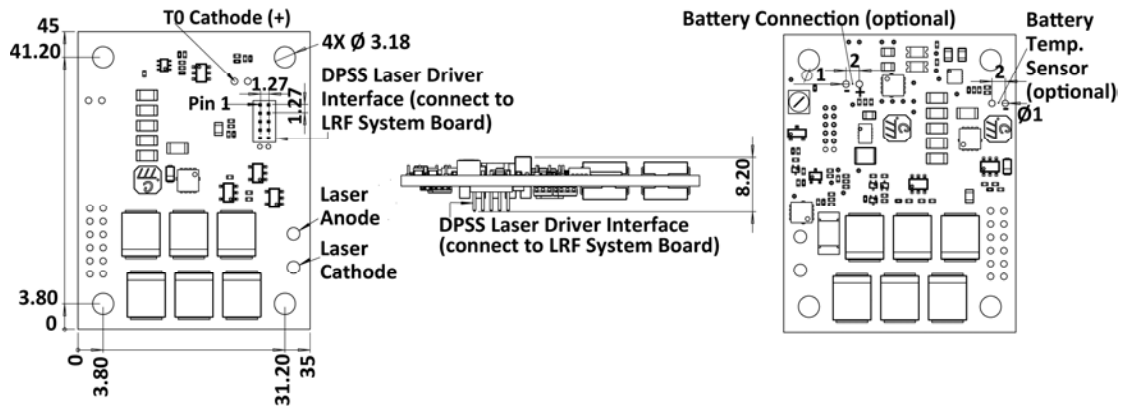 T0 Cathode (+)
45
41.20
4X Ø 3.18
1.27
DPSS Laser Driver
Interface (connect to
LRF System Board)
Pin 1
1.27
Laser
Anode
Laser
Cathode
3.80
0
0
3.80
31.20
35
8.20
DPSS Laser Driver Interface
(connect to LRF System Board)
Battery Connection (optional)
Battery
Temp.
Sensor
(optional)
1
2
2
Ø1
-
+